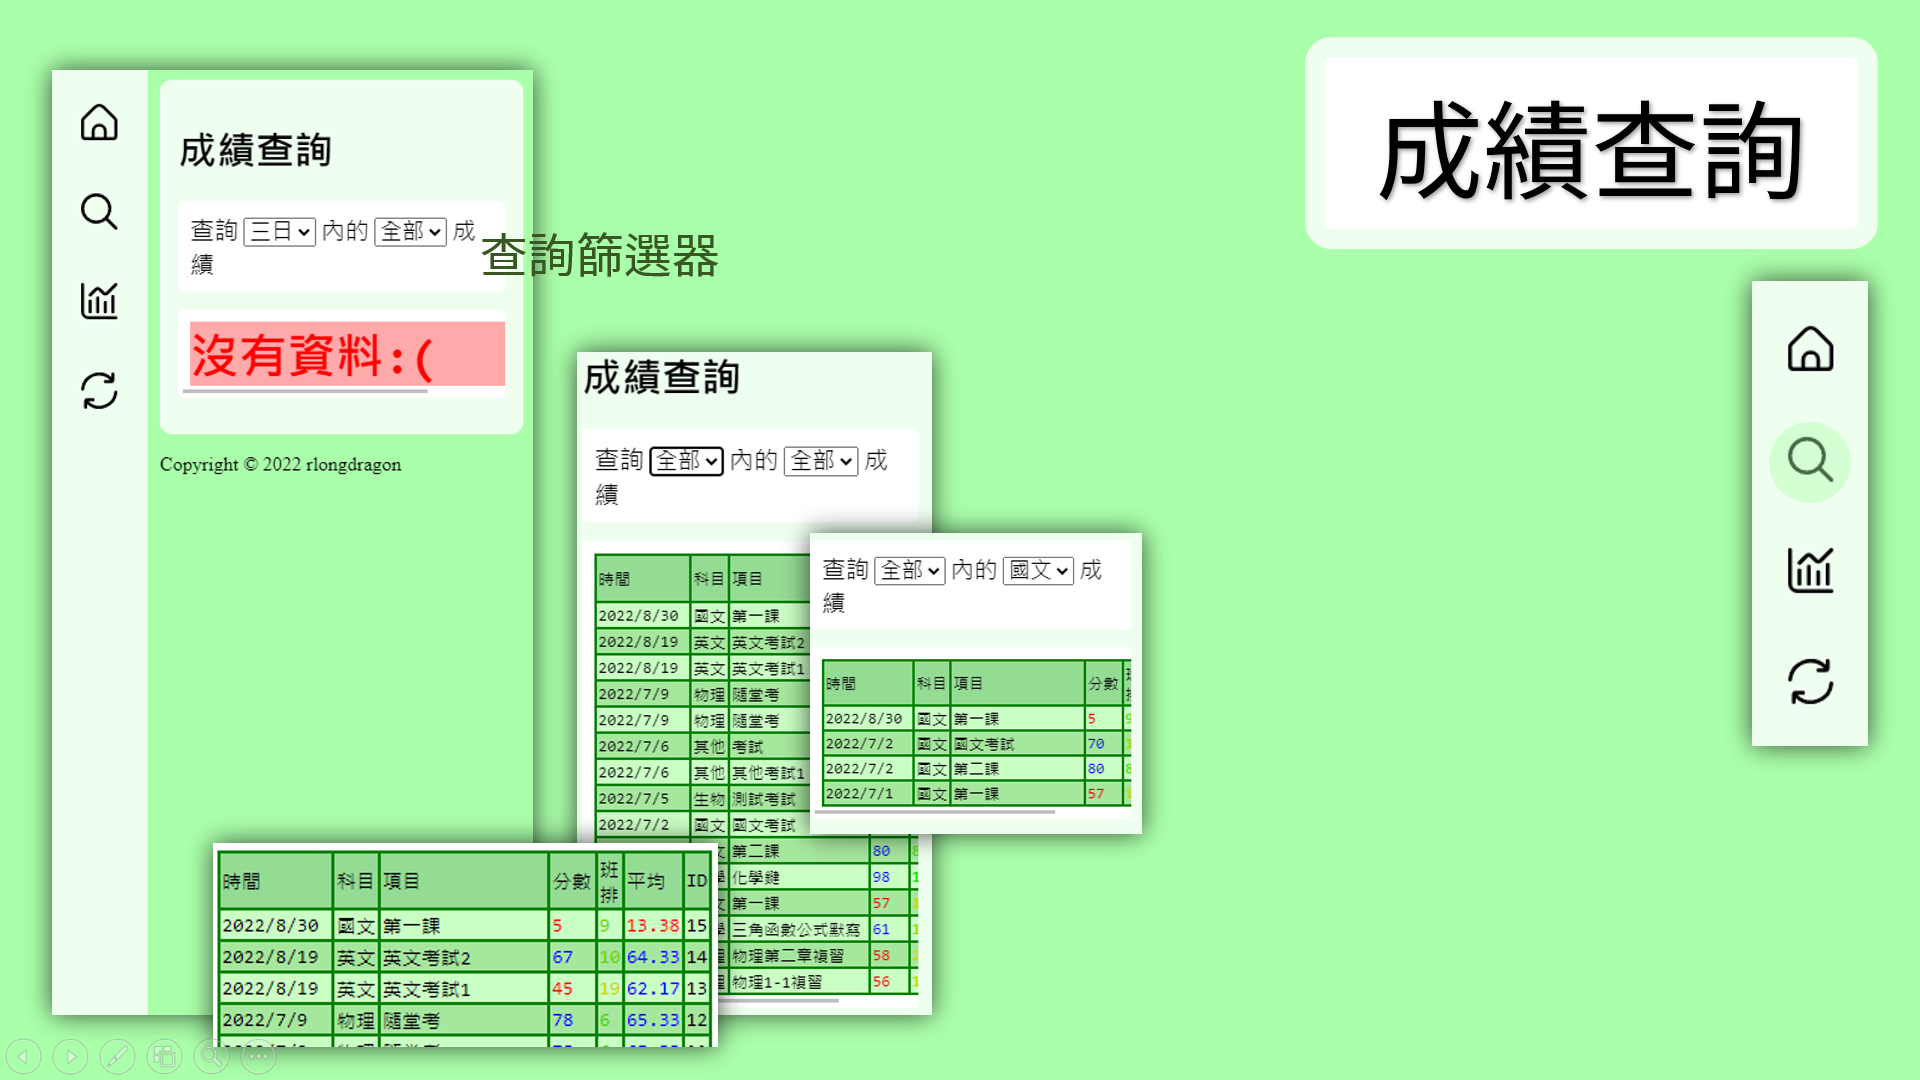 成績查詢
成績查詢
查詢 三日 內的 全部 成
績
查詢篩選器
沒有資料:(
Copyright © 2022 rlongdragon
成績查詢
查詢 全部 內的 全部 成
績
時間 科目 項目
2022/8/30 國文 第一課
2022/8/19 英文 英文考試2
2022/8/19 英文 英文考試1
2022/7/9 物理 隨堂考
2022/7/9 物理 隨堂考
2022/7/6 其他 考試
2022/7/6 其他 其他考試1
2022/7/5 生物 測試考試
2022/7/2 國文 國文考試
第二課 80
化學鍵 98
第一課 57
三角函數公式默寫 61
物理第二章複習 58
物理1-1複習 56
查詢 全部 內的 國文 成
績
時間 科目 項目 分數
2022/8/30 國文 第一課 5
2022/7/2 國文 國文考試 70
2022/7/2 國文 第二課 80
2022/7/1 國文 第一課 57
時間 科目 項目 分數 班排 平均 ID
2022/8/30 國文 第一課 5 9 13.38 15
2022/8/19 英文 英文考試2 67 10 64.33 14
2022/8/19 英文 英文考試1 45 19 62.17 13
2022/7/9 物理 隨堂考 78 6 65.33 12